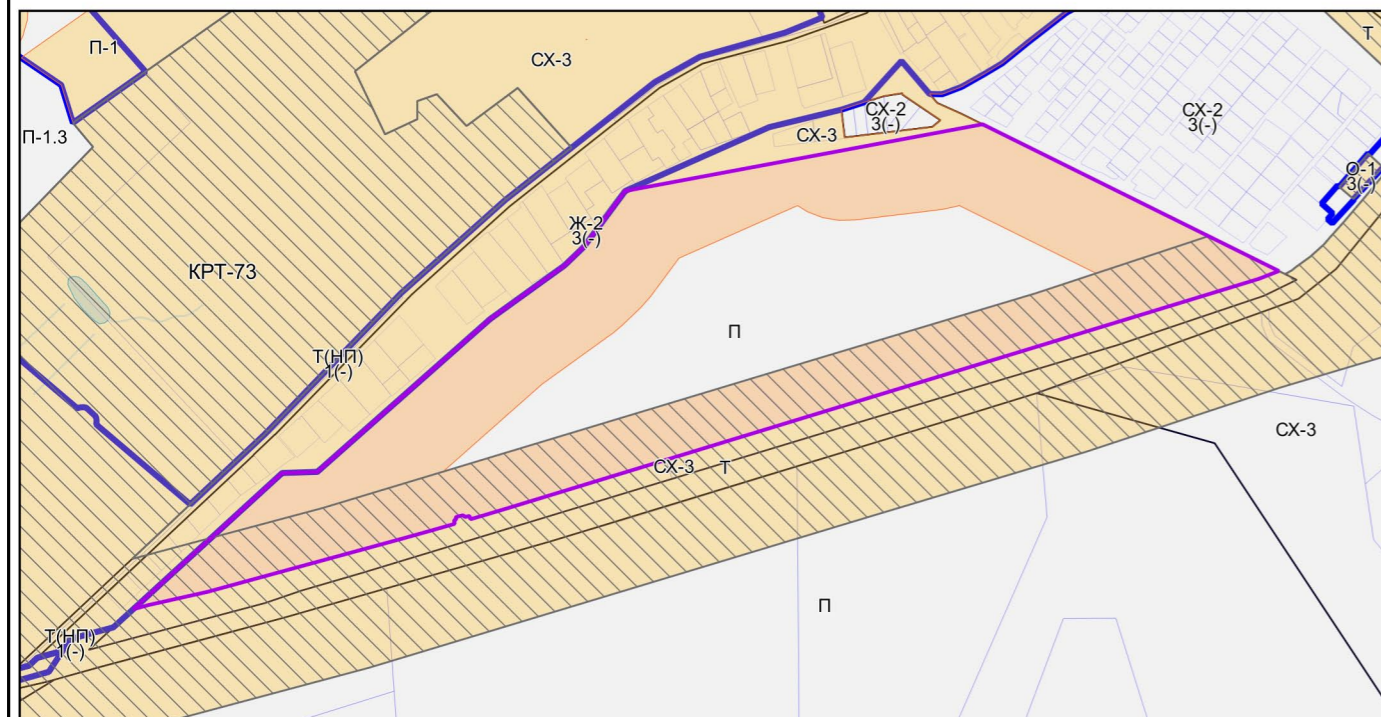 Т
П-1
СХ-3
СХ-2
3(-)
СХ-2
3(-)
П-1.3
СХ-3
О-1
3(-)
Ж-2
3(-)
КРТ-73
П
Т(НП)
1(-)
СХ-3
СХ-3
Т
П
Т(НП)
1(-)